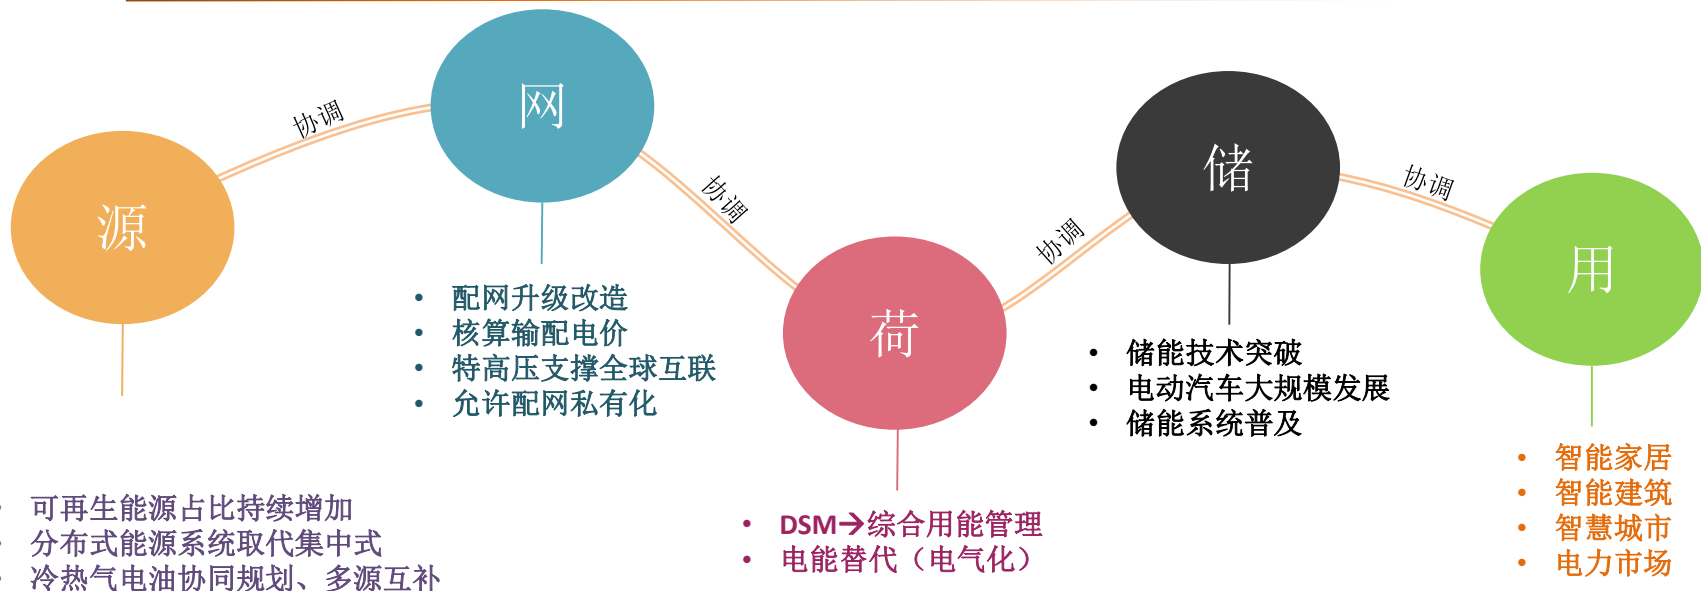 源
协调
网
协调
荷
协调
储
协调
用
• 可再生能源占比持续增加
• 分布式能源系统取代集中式
• 冷热气电油协同规划、多源互补
• 配网升级改造
• 核算输配电价
• 特高压支撑全球互联
• 允许配网私有化
• DSM→综合用能管理
• 电能替代（电气化）
• 储能技术突破
• 电动汽车大规模发展
• 储能系统普及
• 智能家居
• 智能建筑
• 智慧城市
• 电力市场